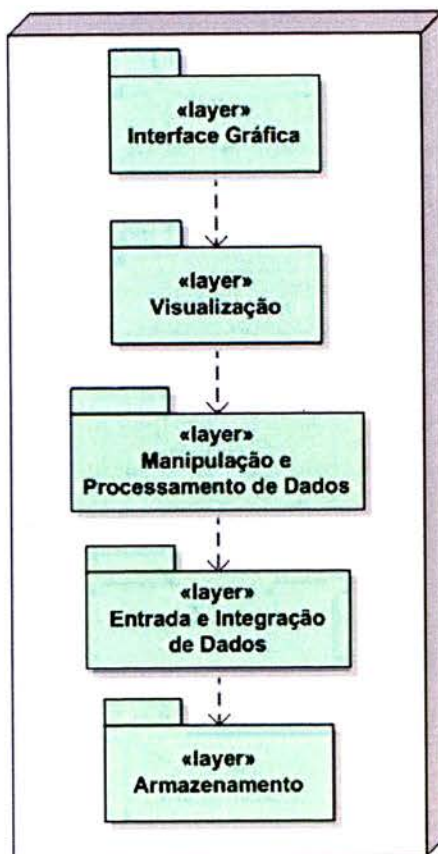 «layer»
Interface Gráfica
«layer»
Visualização
«layer»
Manipulação e
Processamento de Dados
«layer»
Entrada e Integração
de Dados
«layer»
Armazenamento